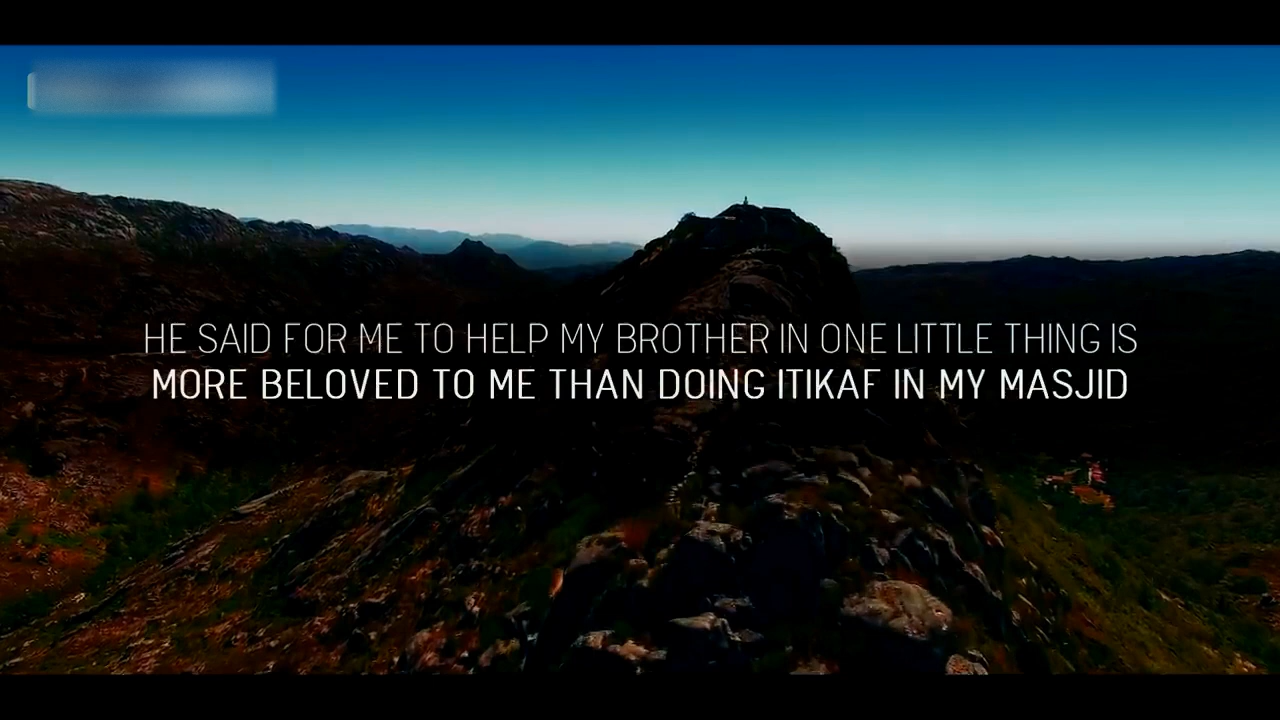 HE SAID FOR ME TO HELP MY BROTHER IN ONE LITTLE THING IS
MORE BELOVED TO ME THAN DOING ITIKAF IN MY MASJID